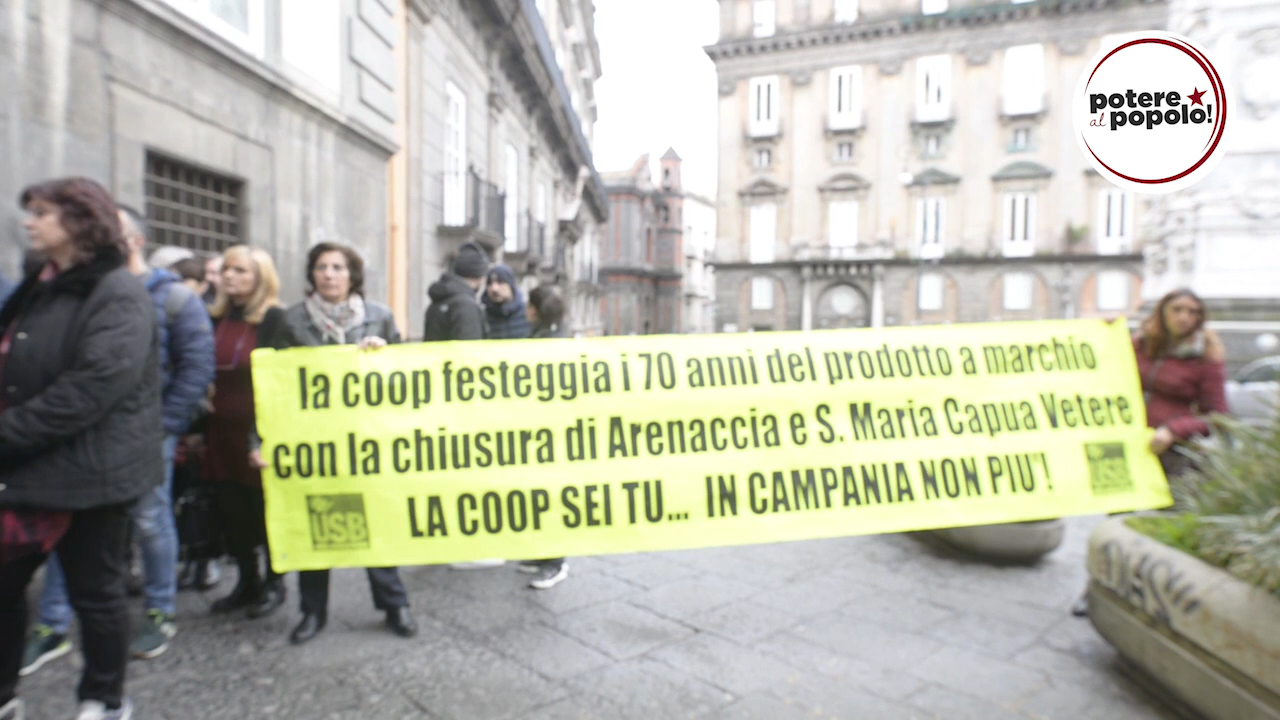 potere
al popolo!
la coop festeggia i 70 anni del prodotto a marchio
con la chiusura di Arenaccia e S. Maria Capua Vetere
LA COOP SEI TU... IN CAMPANIA NON PIU'!
USB
USB